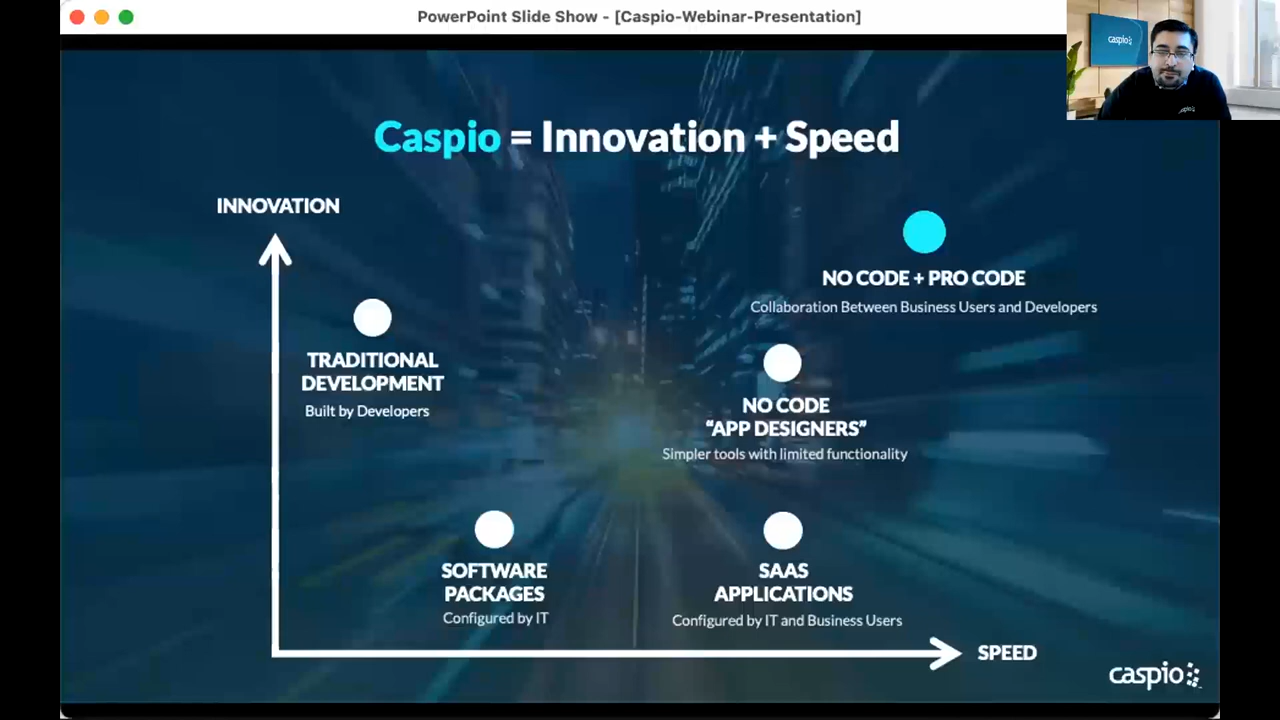 PowerPoint Slide Show - [Caspio-Webinar-Presentation]
caspio
caspio
Caspio = Innovation + Speed
INNOVATION
NO CODE + PRO CODE
Collaboration Between Business Users and Developers
TRADITIONAL
DEVELOPMENT
Built by Developers
NO CODE
“APP DESIGNERS”
Simpler tools with limited functionality
SOFTWARE
PACKAGES
Configured by IT
SAAS
APPLICATIONS
Configured by IT and Business Users
SPEED
caspio